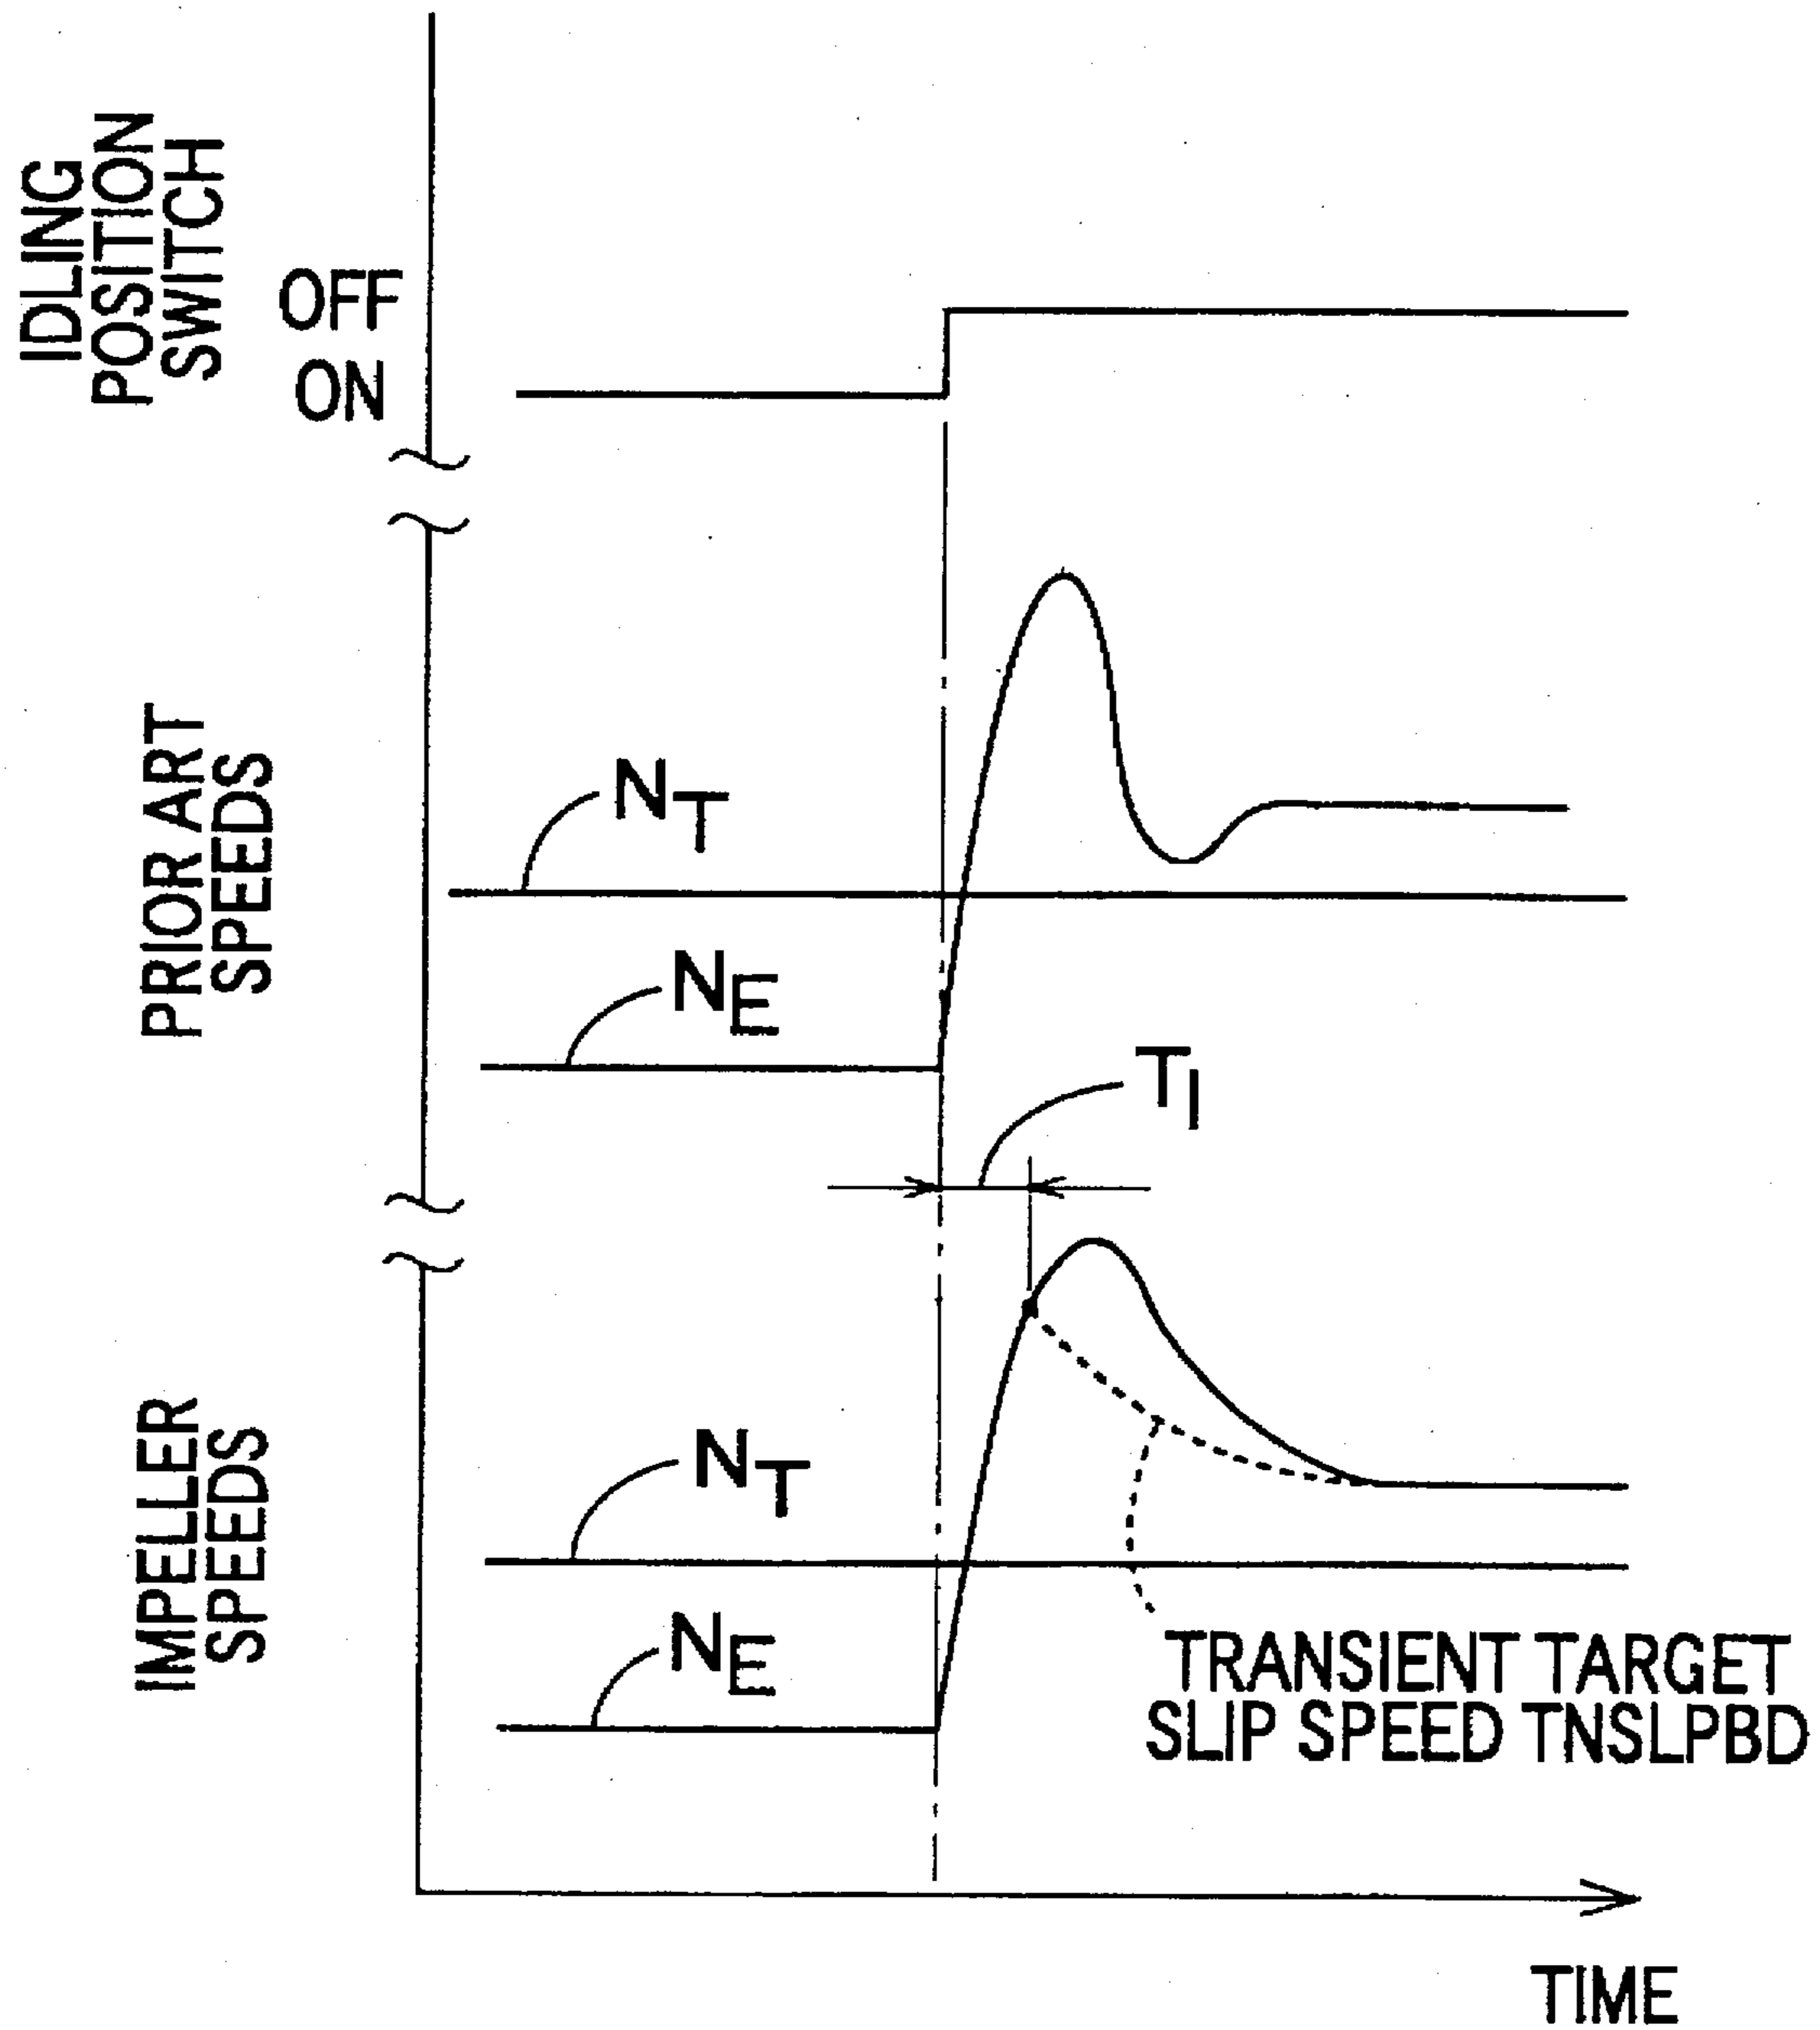 IDLING
POSITION
SWITCH
OFF
ON
PRIOR ART
SPEEDS
NT
NE
TI
IMPELLER
SPEEDS
NT
NE
TRANSIENT TARGET
SLIP SPEED TNSLPBD
TIME